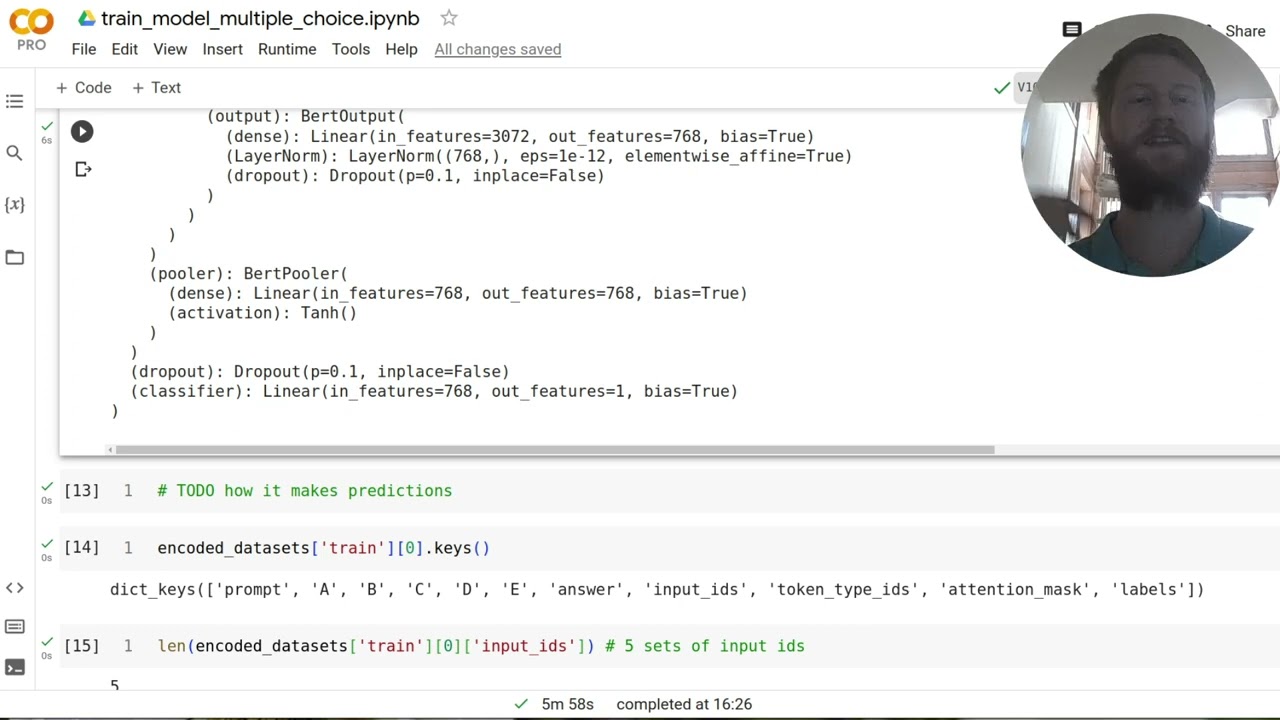 train_model_multiple_choice.ipynb
PRO
File Edit View Insert Runtime Tools Help All changes saved
Share
+ Code + Text
6s
(output): BertOutput(
(dense): Linear(in_features=3072, out_features=768, bias=True)
(LayerNorm): LayerNorm((768,), eps=1e-12, elementwise_affine=True)
(dropout): Dropout(p=0.1, inplace=False)
)
)
)
)
(pooler): BertPooler(
(dense): Linear(in_features=768, out_features=768, bias=True)
(activation): Tanh()
)
)
(dropout): Dropout(p=0.1, inplace=False)
(classifier): Linear(in_features=768, out_features=1, bias=True)
)
0s [13] 1 # TODO how it makes predictions
0s [14] 1 encoded_datasets['train'][0].keys()
dict_keys(['prompt', 'A', 'B', 'C', 'D', 'E', 'answer', 'input_ids', 'token_type_ids', 'attention_mask', 'labels'])
0s [15] 1 len(encoded_datasets['train'][0]['input_ids']) # 5 sets of input ids
5
5m 58s completed at 16:26